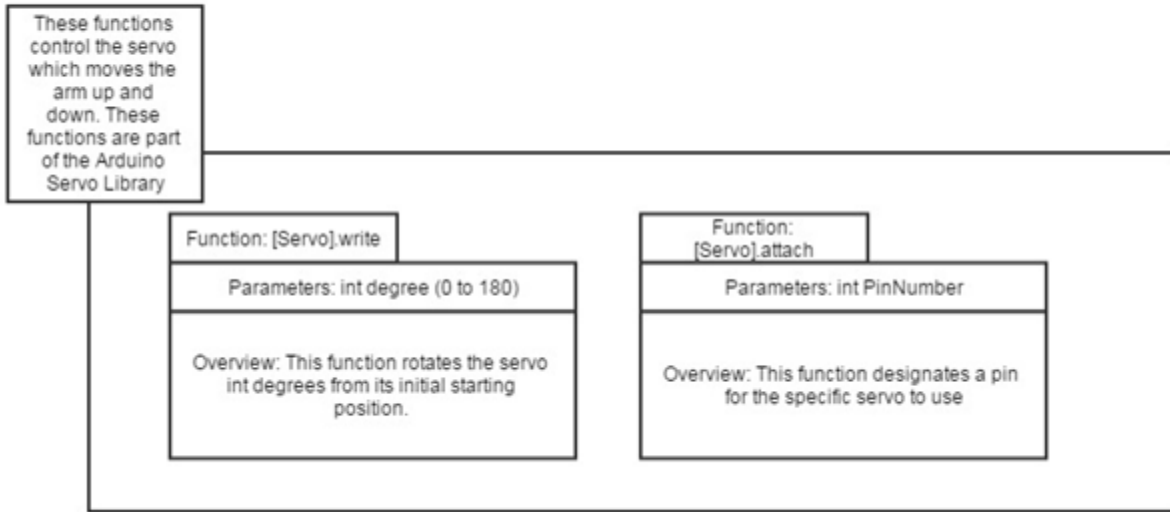 These functions
control the servo
which moves the
arm up and
down. These
functions are part
of the Arduino
Servo Library
Function: [Servo].write
Parameters: int degree (0 to 180)
Overview: This function rotates the servo
int degrees from its initial starting
position.
Function:
[Servo].attach
Parameters: int PinNumber
Overview: This function designates a pin
for the specific servo to use